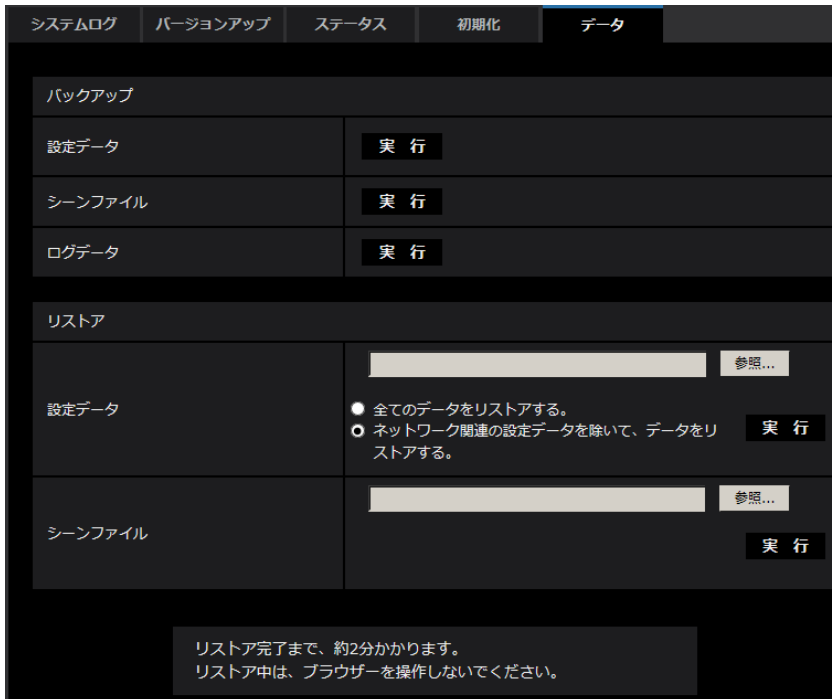 システムログ バージョンアップ ステータス 初期化 データ
バックアップ
設定データ 実 行
シーンファイル 実 行
ログデータ 実 行
リストア
参照...
設定データ
全てのデータをリストアする。
ネットワーク関連の設定データを除いて、データをリ
ストアする。
実 行
参照...
シーンファイル
実 行
リストア完了まで、約2分かかります。
リストア中は、ブラウザーを操作しないでください。